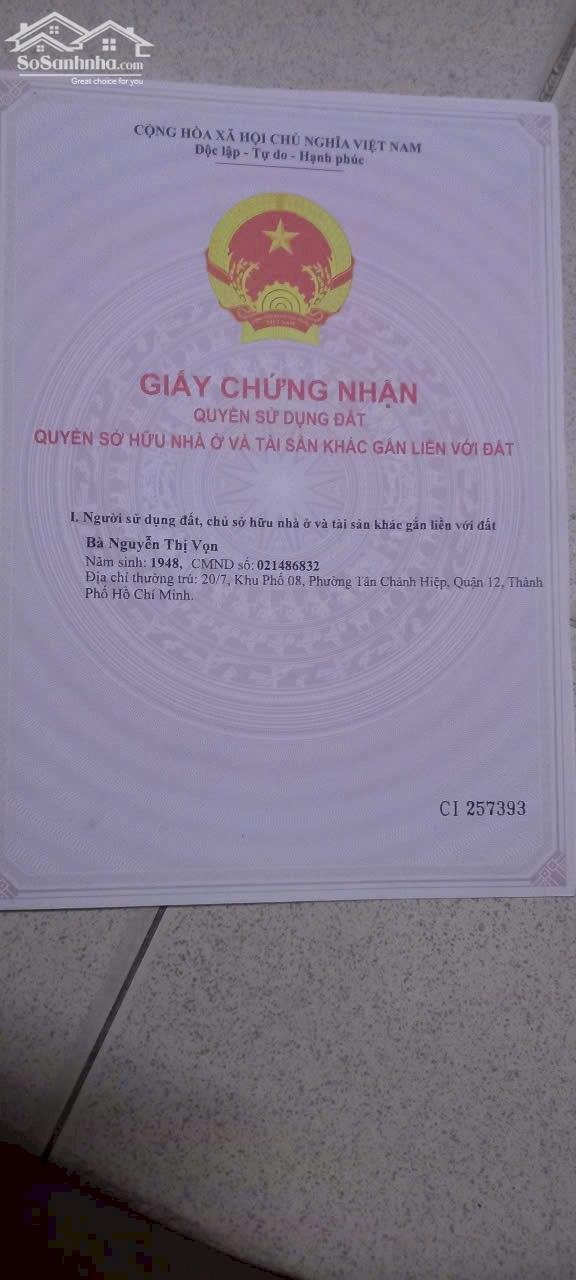 SoSanhnha.com
Great choice for you
CỘNG HÒA XÃ HỘI CHỦ NGHĨA VIỆT NAM
Độc lập - Tự do - Hạnh phúc
VIỆT NAM
GIẤY CHỨNG NHẬN
QUYỀN SỬ DỤNG ĐẤT
QUYỀN SỞ HỮU NHÀ Ở VÀ TÀI SẢN KHÁC GẮN LIỀN VỚI ĐẤT
I. Người sử dụng đất, chủ sở hữu nhà ở và tài sản khác gắn liền với đất
Bà Nguyễn Thị Vọn
Năm sinh: 1948, CMND số: 021486832
Địa chỉ thường trú: 20/7, Khu Phố 08, Phường Tân Chánh Hiệp, Quận 12, Thành
Phố Hồ Chí Minh.
CI 257393